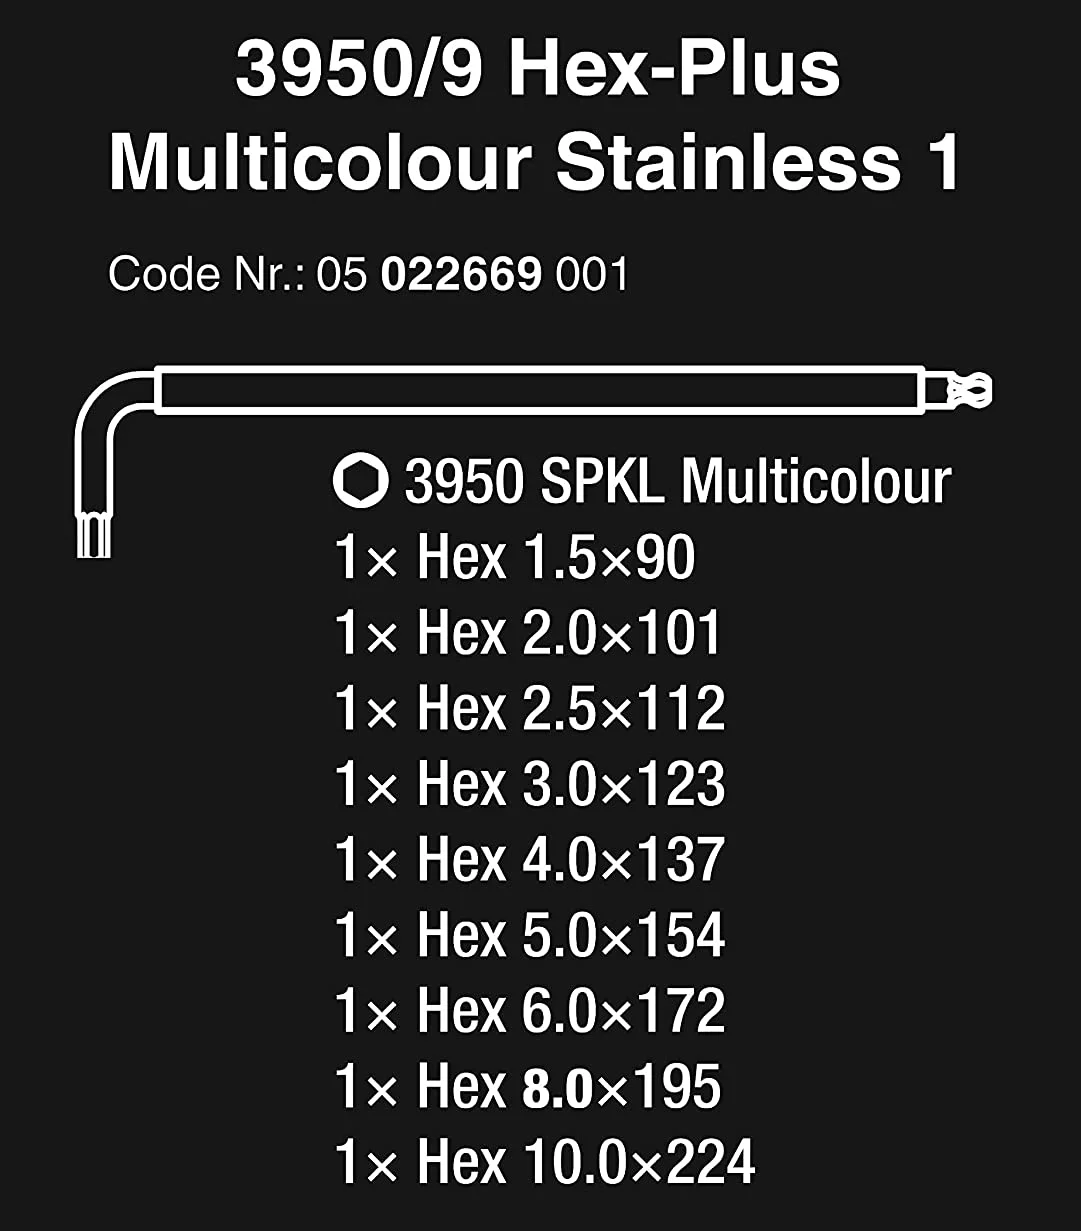 3950/9 Hex-Plus
Multicolour Stainless 1
Code Nr.: 05 022669 001
3950 SPKL Multicolour
1× Hex 1.5×90
1× Hex 2.0×101
1× Hex 2.5×112
1× Hex 3.0×123
1× Hex 4.0×137
1× Hex 5.0×154
1× Hex 6.0×172
1× Hex 8.0×195
1× Hex 10.0×224